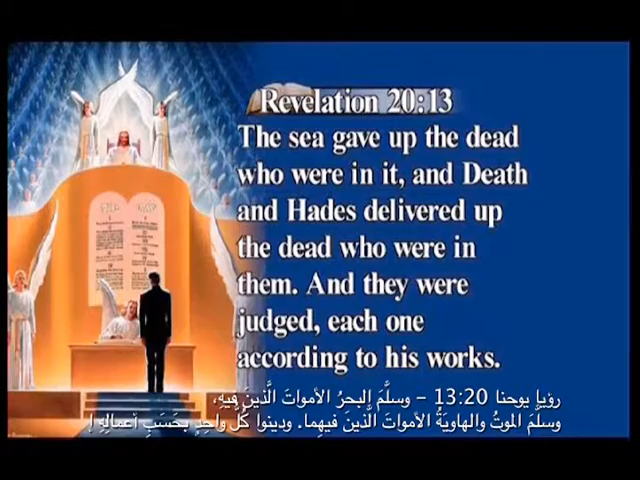 Revelation 20:13
The sea gave up the dead
who were in it, and Death
and Hades delivered up
the dead who were in
them. And they were
judged, each one
according to his works.
رؤيا يوحنا 13:20 – وسلَّمَ البحرُ الأمواتَ الَّذينَ فيهِ،
وسلَّمَ الموتُ والهاويَةُ الأمواتَ الَّذينَ فيهِما. ودينوا كُلُّ واحِدٍ بحَسَبِ أعمالِهِ إ